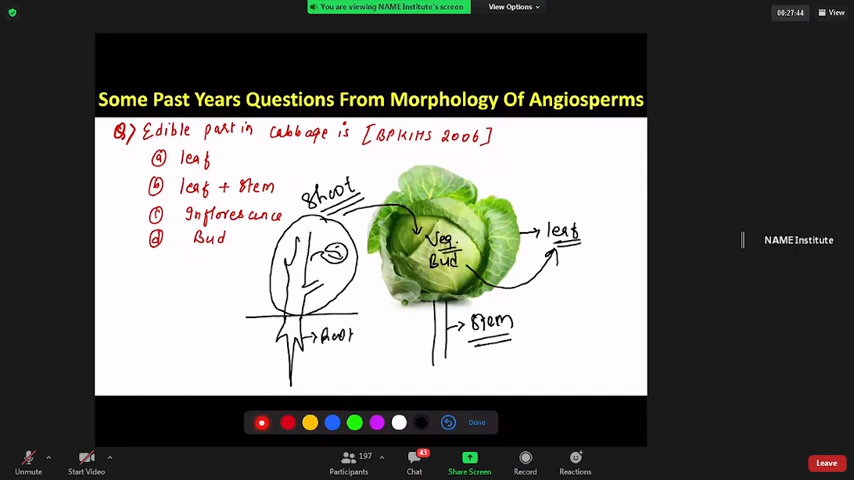 You are viewing NAME Institute's screen
View Options
00:27:44
View
Some Past Years Questions From Morphology Of Angiosperms
Q) Edible part in cabbage is [BPKIHS 2006]
(a) leaf
(b) leaf + stem
(c) Infloresance
(d) Bud
Shoot
Veg.
Bud
leaf
stem
Root
NAME Institute
Done
Unmute
Start Video
197
Participants
43
Chat
Share Screen
Record
Reactions
Leave